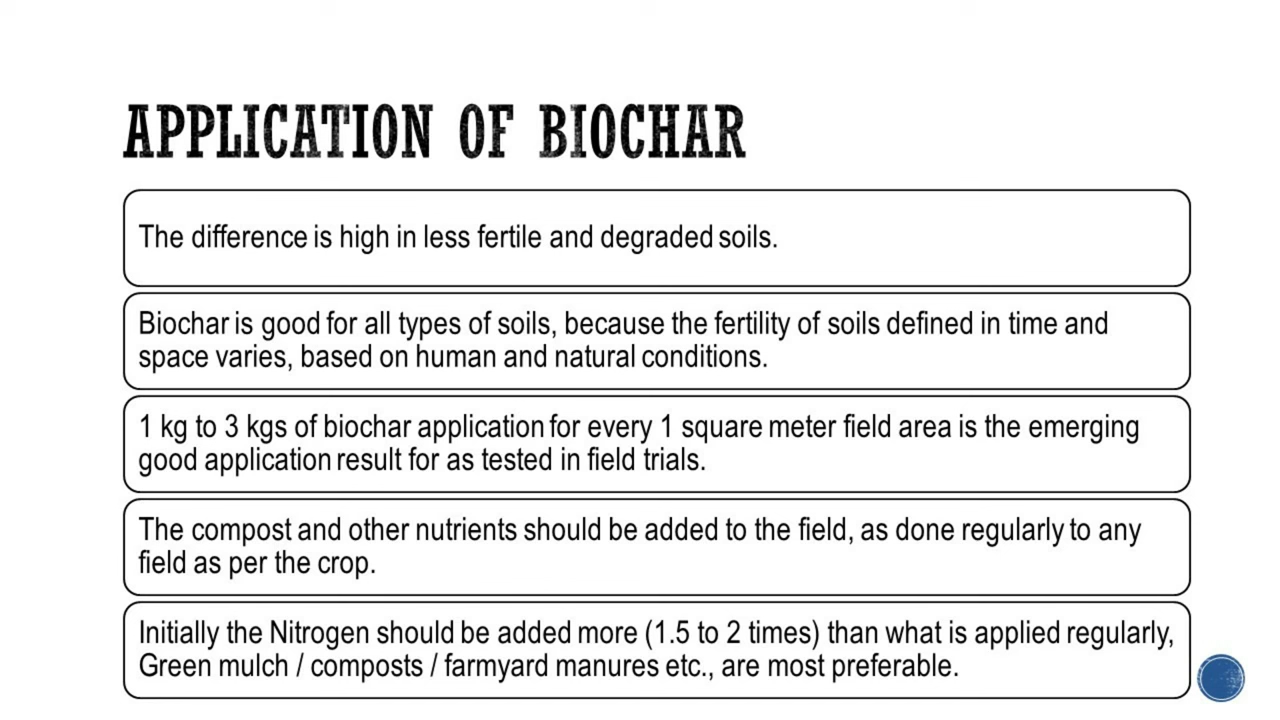 APPLICATION OF BIOCHAR
The difference is high in less fertile and degraded soils.
Biochar is good for all types of soils, because the fertility of soils defined in time and
space varies, based on human and natural conditions.
1 kg to 3 kgs of biochar application for every 1 square meter field area is the emerging
good application result for as tested in field trials.
The compost and other nutrients should be added to the field, as done regularly to any
field as per the crop.
Initially the Nitrogen should be added more (1.5 to 2 times) than what is applied regularly,
Green mulch / composts / farmyard manures etc., are most preferable.